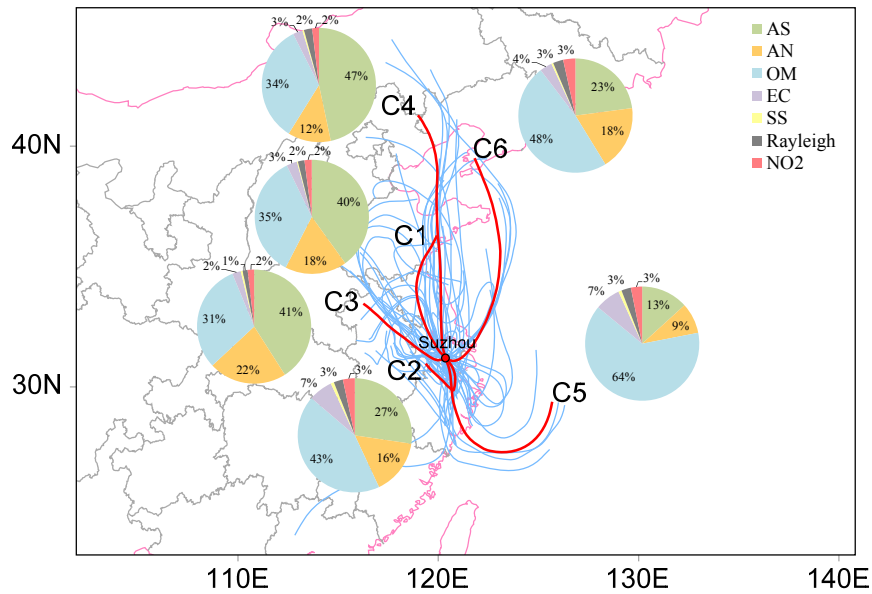 3% 2% 2%
47%
34%
12%
C4
3% 2% 2%
40%
35%
18%
C1
2% 1% 2%
41%
31%
22%
C3
7% 3% 3%
27%
43%
16%
C2
4% 3% 3%
23%
48%
18%
C6
7% 3% 3%
13%
9%
64%
C5
Suzhou
AS
AN
OM
EC
SS
Rayleigh
NO2
40N
30N
110E 120E 130E 140E